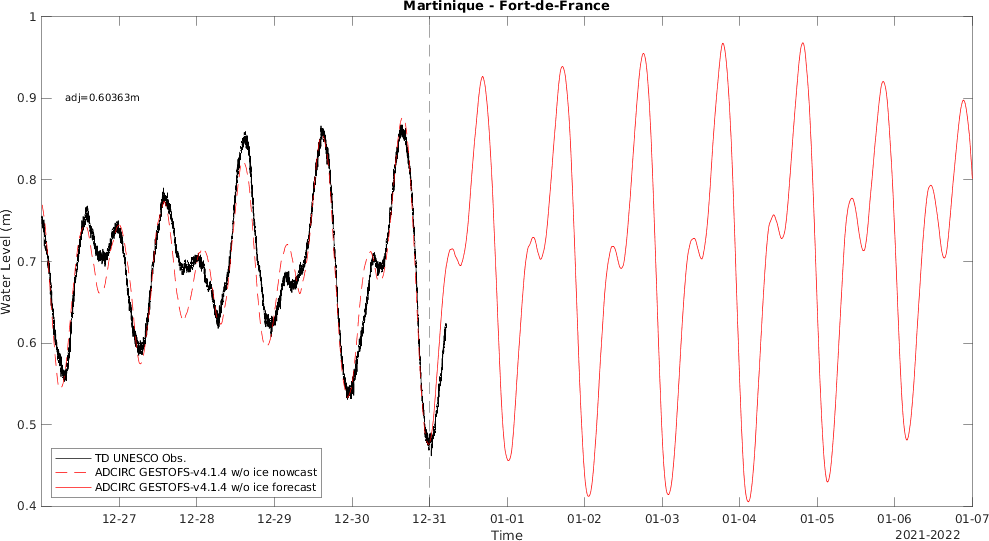 Martinique - Fort-de-France
1
0.9
0.8
0.7
0.6
0.5
0.4
Water Level (m)
adj=0.60363m
TD UNESCO Obs.
ADCIRC GESTOFS-v4.1.4 w/o ice nowcast
ADCIRC GESTOFS-v4.1.4 w/o ice forecast
12-27 12-28 12-29 12-30 12-31 01-01 01-02 01-03 01-04 01-05 01-06 01-07
Time
2021-2022